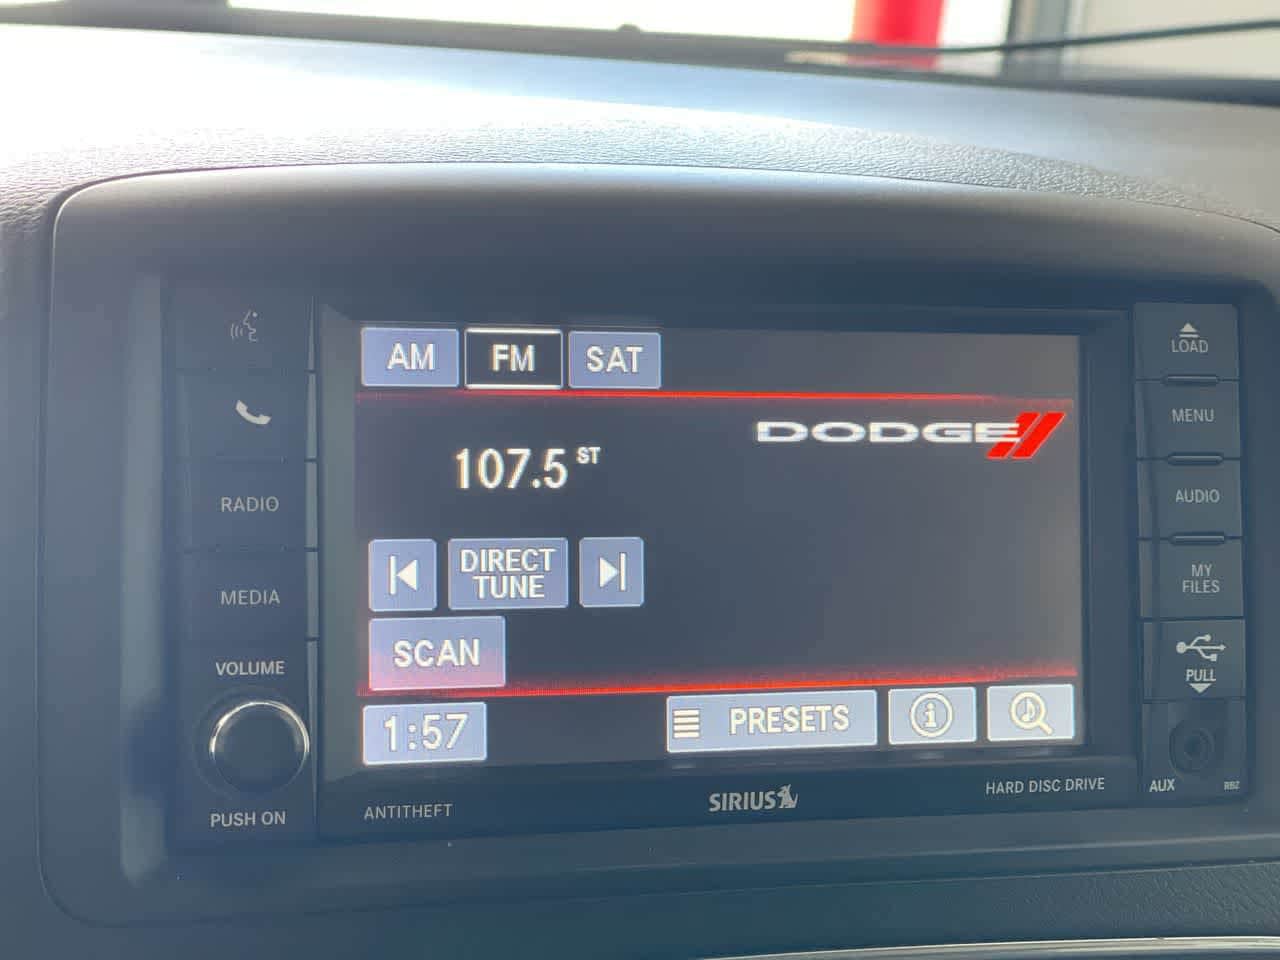 AM FM SAT
DODGE
107.5 ST
DIRECT
TUNE
SCAN
1:57 PRESETS i
RADIO
MEDIA
VOLUME
PUSH ON
ANTITHEFT
SIRIUS
HARD DISC DRIVE
LOAD
MENU
AUDIO
MY
FILES
PULL
AUX RBZ